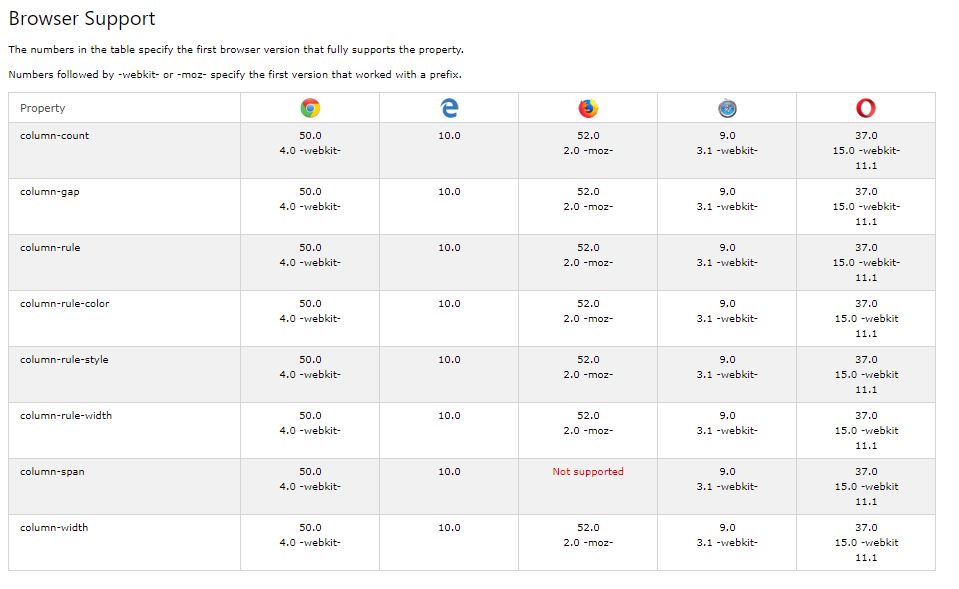 Browser Support
The numbers in the table specify the first browser version that fully supports the property.
Numbers followed by -webkit- or -moz- specify the first version that worked with a prefix.
Property
column-count 50.0 10.0 52.0 9.0 37.0
4.0 -webkit- 2.0 -moz- 3.1 -webkit- 15.0 -webkit-
11.1
column-gap 50.0 10.0 52.0 9.0 37.0
4.0 -webkit- 2.0 -moz- 3.1 -webkit- 15.0 -webkit-
11.1
column-rule 50.0 10.0 52.0 9.0 37.0
4.0 -webkit- 2.0 -moz- 3.1 -webkit- 15.0 -webkit-
11.1
column-rule-color 50.0 10.0 52.0 9.0 37.0
4.0 -webkit- 2.0 -moz- 3.1 -webkit- 15.0 -webkit
11.1
column-rule-style 50.0 10.0 52.0 9.0 37.0
4.0 -webkit- 2.0 -moz- 3.1 -webkit- 15.0 -webkit
11.1
column-rule-width 50.0 10.0 52.0 9.0 37.0
4.0 -webkit- 2.0 -moz- 3.1 -webkit- 15.0 -webkit
11.1
column-span 50.0 10.0 Not supported 9.0 37.0
4.0 -webkit- 3.1 -webkit- 15.0 -webkit
11.1
column-width 50.0 10.0 52.0 9.0 37.0
4.0 -webkit- 2.0 -moz- 3.1 -webkit- 15.0 -webkit
11.1